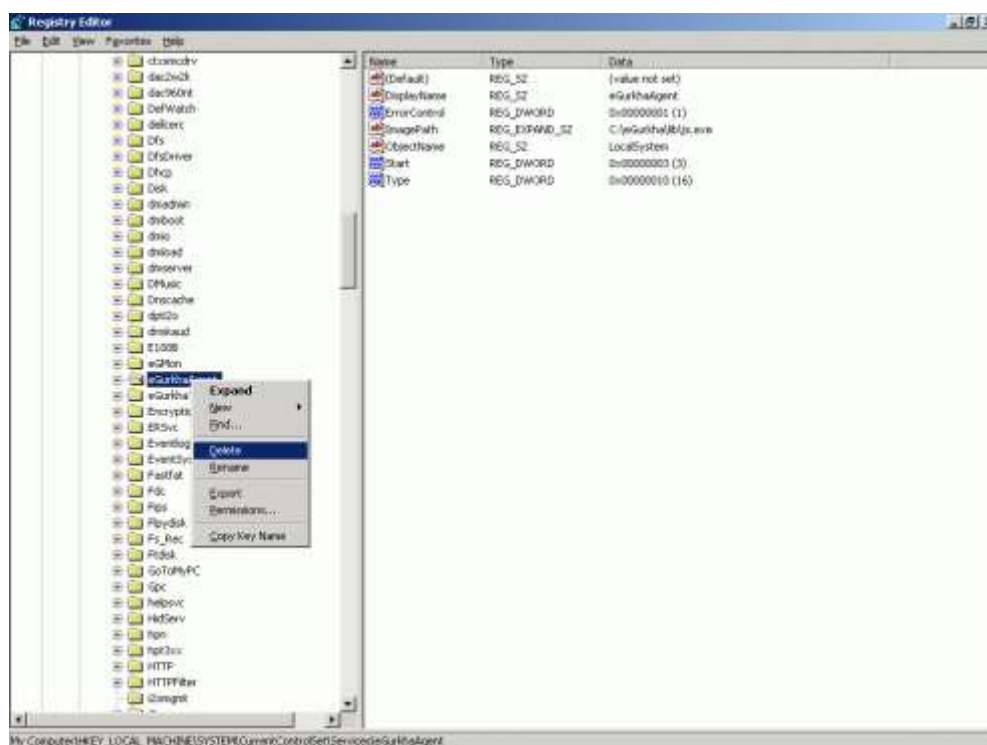 Registry Editor
File Edit View Favorites Help
dac2w2k
dac960nt
DefWatch
Dfs
DfsDriver
Dhcp
Disk
dmadmin
dmboot
dmio
dmload
dmserver
DMusic
Dnscache
dpti2o
drmkaud
E100B
eGMon
eGurkhaAgent
eGurkha
Encryptic
ERSvc
Eventlog
EventSys
Fastfat
Fdc
Fips
Flpydisk
Fs_Rec
Ftdisk
GoToMyPC
Gpc
helpsvc
HidServ
hpn
HTTP
HTTPFilter
i2omgmt
Expand
New
Find...
Delete
Rename
Export
Permissions...
Copy Key Name
Name Type Data
(Default) REG_SZ (value not set)
DisplayName REG_SZ eGurkhaAgent
ErrorControl REG_DWORD 0x00000001 (1)
ImagePath REG_EXPAND_SZ
ObjectName REG_SZ LocalSystem
Start REG_DWORD 0x00000003 (3)
Type REG_DWORD 0x00000010 (16)
My Computer\HKEY_LOCAL_MACHINE\SYSTEM\CurrentControlSet\Services\eGurkhaAgent